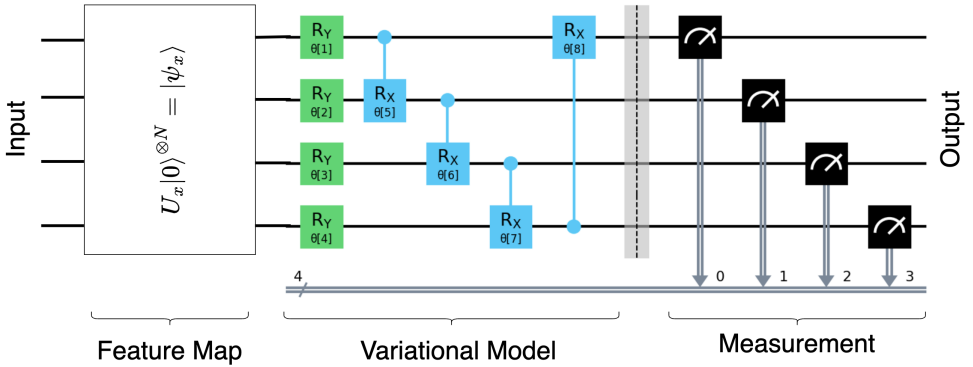 Input
U_x|0⟩^{⊗N} = |ψ_x⟩
R_Y
θ[1]
R_Y
θ[2]
R_Y
θ[3]
R_Y
θ[4]
R_X
θ[5]
R_X
θ[6]
R_X
θ[7]
R_X
θ[8]
4
0
1
2
3
Output
Feature Map
Variational Model
Measurement